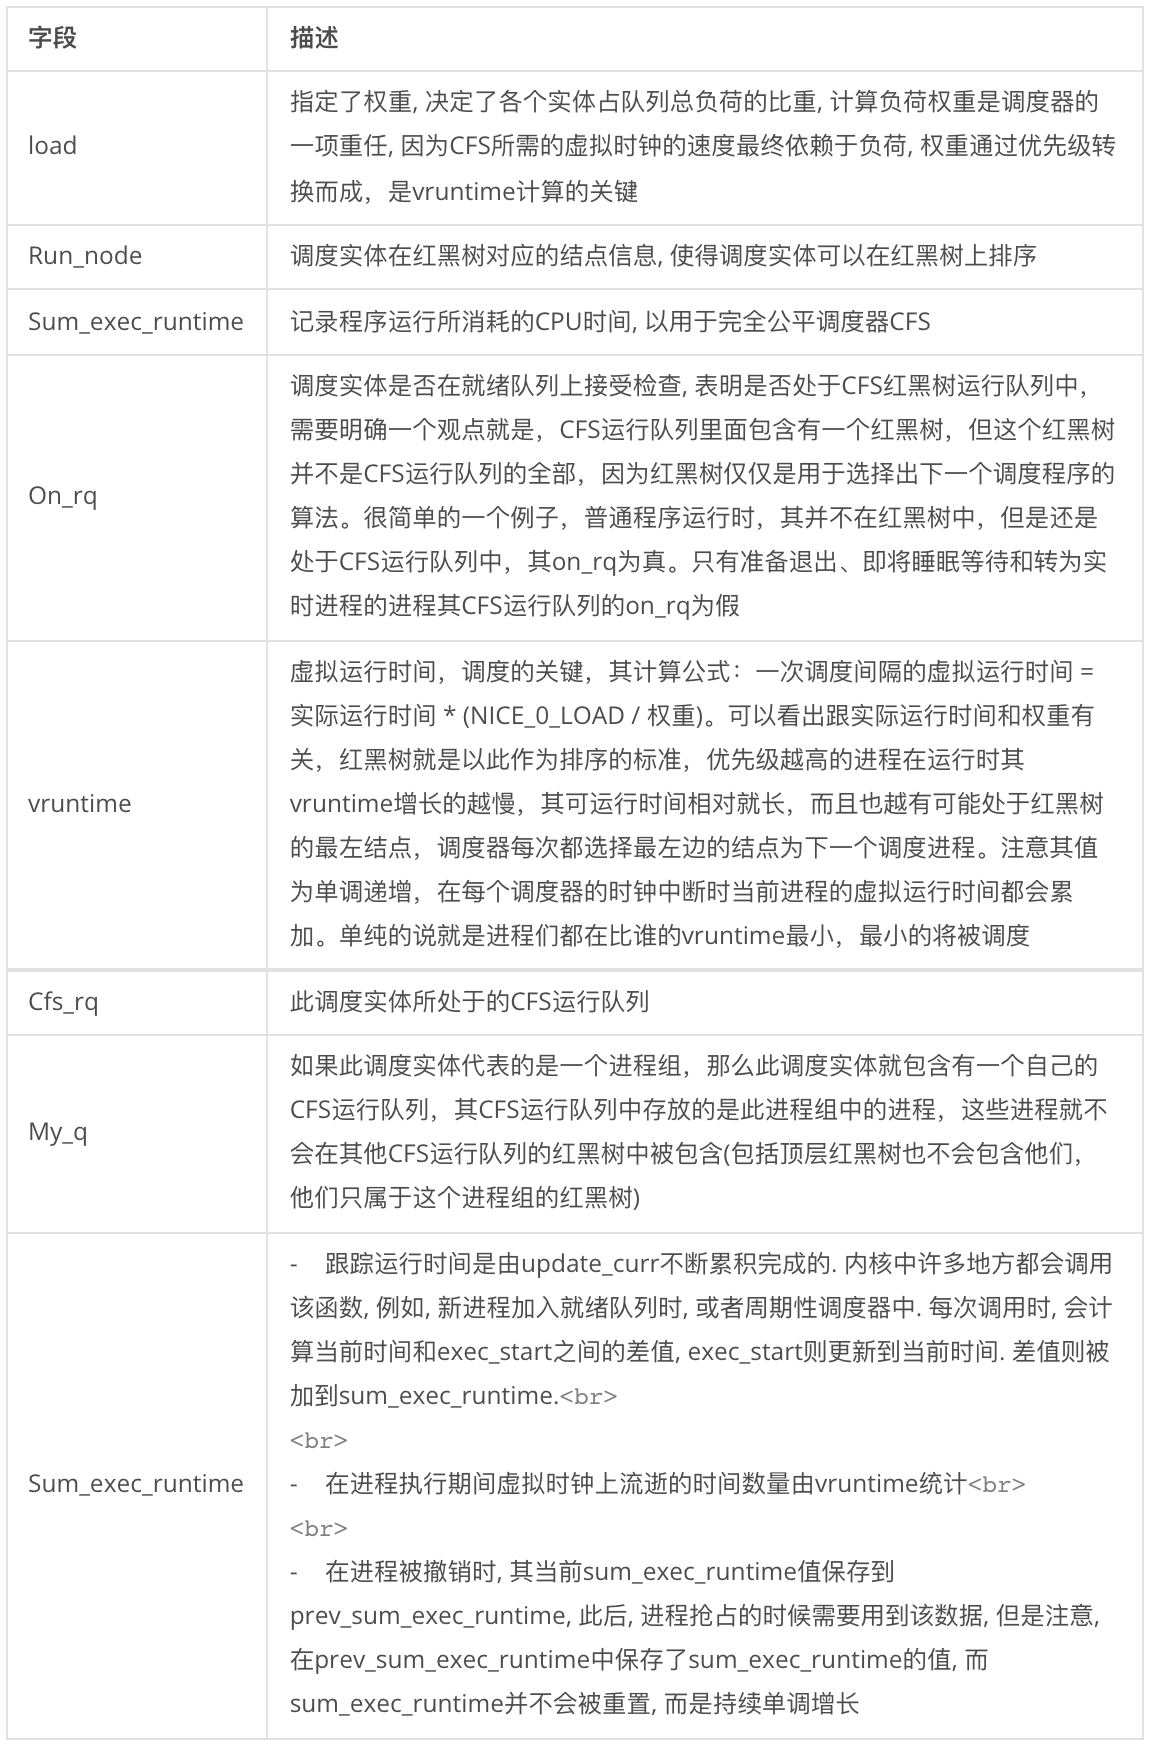 字段
描述
load
指定了权重, 决定了各个实体占队列总负荷的比重, 计算负荷权重是调度器的
一项重任, 因为CFS所需的虚拟时钟的速度最终依赖于负荷, 权重通过优先级转
换而成，是vruntime计算的关键
Run_node
调度实体在红黑树对应的结点信息, 使得调度实体可以在红黑树上排序
Sum_exec_runtime
记录程序运行所消耗的CPU时间, 以用于完全公平调度器CFS
On_rq
调度实体是否在就绪队列上接受检查, 表明是否处于CFS红黑树运行队列中，
需要明确一个观点就是，CFS运行队列里面包含有一个红黑树，但这个红黑树
并不是CFS运行队列的全部，因为红黑树仅仅是用于选择出下一个调度程序的
算法。很简单的一个例子，普通程序运行时，其并不在红黑树中，但是还是
处于CFS运行队列中，其on_rq为真。只有准备退出、即将睡眠等待和转为实
时进程的进程其CFS运行队列的on_rq为假
vruntime
虚拟运行时间，调度的关键，其计算公式：一次调度间隔的虚拟运行时间 =
实际运行时间 * (NICE_0_LOAD / 权重)。可以看出跟实际运行时间和权重有
关，红黑树就是以此作为排序的标准，优先级越高的进程在运行时其
vruntime增长的越慢，其可运行时间相对就长，而且也越有可能处于红黑树
的最左结点，调度器每次都选择最左边的结点为下一个调度进程。注意其值
为单调递增，在每个调度器的时钟中断时当前进程的虚拟运行时间都会累
加。单纯的说就是进程们都在比谁的vruntime最小，最小的将被调度
Cfs_rq
此调度实体所处于的CFS运行队列
My_q
如果此调度实体代表的是一个进程组，那么此调度实体就包含有一个自己的
CFS运行队列，其CFS运行队列中存放的是此进程组中的进程，这些进程就不
会在其他CFS运行队列的红黑树中被包含(包括顶层红黑树也不会包含他们，
他们只属于这个进程组的红黑树)
Sum_exec_runtime
- 跟踪运行时间是由update_curr不断累积完成的. 内核中许多地方都会调用
该函数, 例如, 新进程加入就绪队列时, 或者周期性调度器中. 每次调用时, 会计
算当前时间和exec_start之间的差值, exec_start则更新到当前时间. 差值则被
加到sum_exec_runtime.<br>
<br>
- 在进程执行期间虚拟时钟上流逝的时间数量由vruntime统计<br>
<br>
- 在进程被撤销时, 其当前sum_exec_runtime值保存到
prev_sum_exec_runtime, 此后, 进程抢占的时候需要用到该数据, 但是注意,
在prev_sum_exec_runtime中保存了sum_exec_runtime的值, 而
sum_exec_runtime并不会被重置, 而是持续单调增长